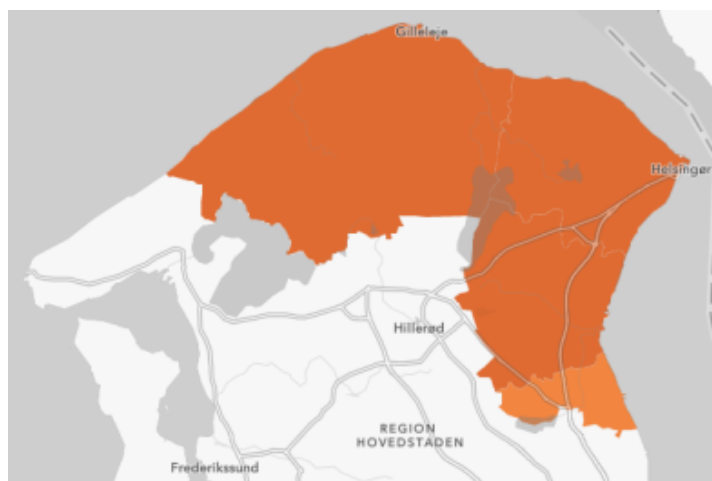 Gilleleje
Helsingør
Hillerød
REGION
HOVEDSTADEN
Frederikssund